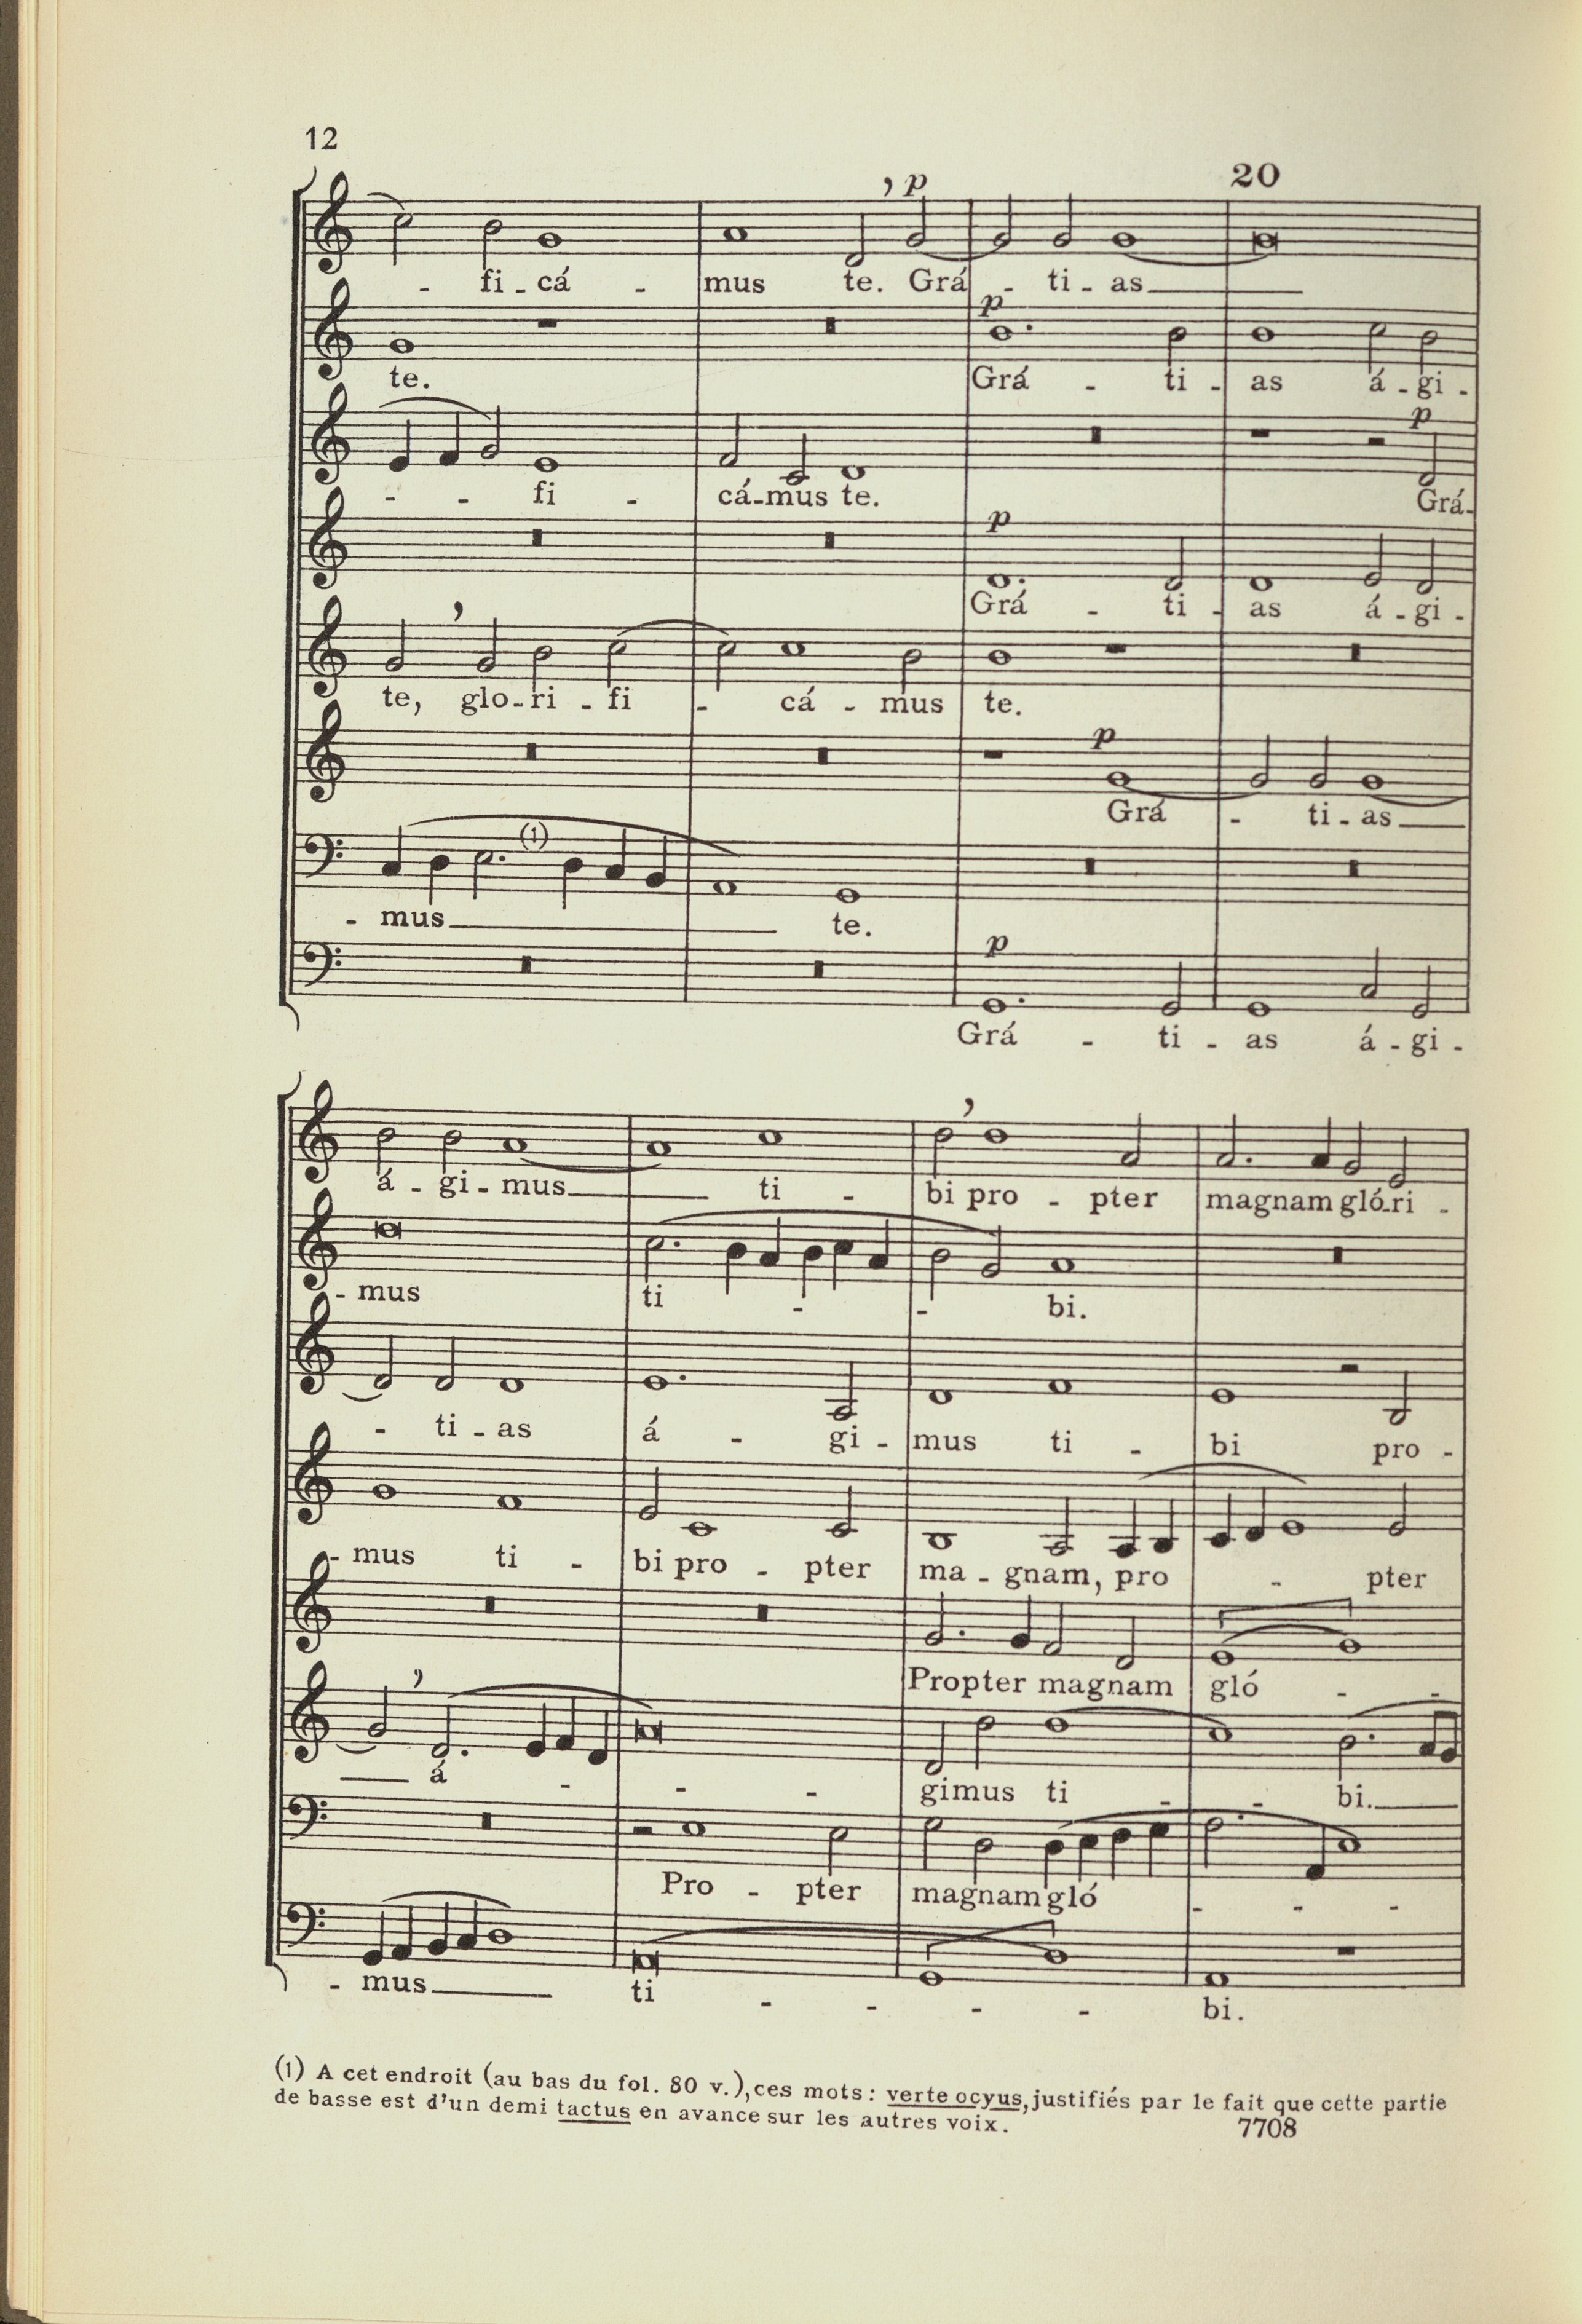 12
, p
20
- fi - cá - mus te. Grá - ti - as
p
te. Grá - ti - as á - gi -
p
- - fi - cá - mus te. Grá -
p
Grá - ti - as á - gi -
,
te, glo - ri - fi - cá - mus te.
p
Grá - ti - as
(1)
- mus te.
p
Grá - ti - as á - gi -
,
á - gi - mus ti - bi pro - pter magnam gló - ri -
- mus ti - - bi.
- ti - as á - gi - mus ti - bi pro -
- mus ti - bi pro - pter ma - gnam, pro - pter
Propter magnam gló - -
,
á - - - gimus ti - - bi.
Pro - pter magnam gló - - -
- mus ti - - - - bi.
(1) A cet endroit (au bas du fol. 80 v.), ces mots : verte ocyus, justifiés par le fait que cette partie
de basse est d'un demi tactus en avance sur les autres voix.
7708